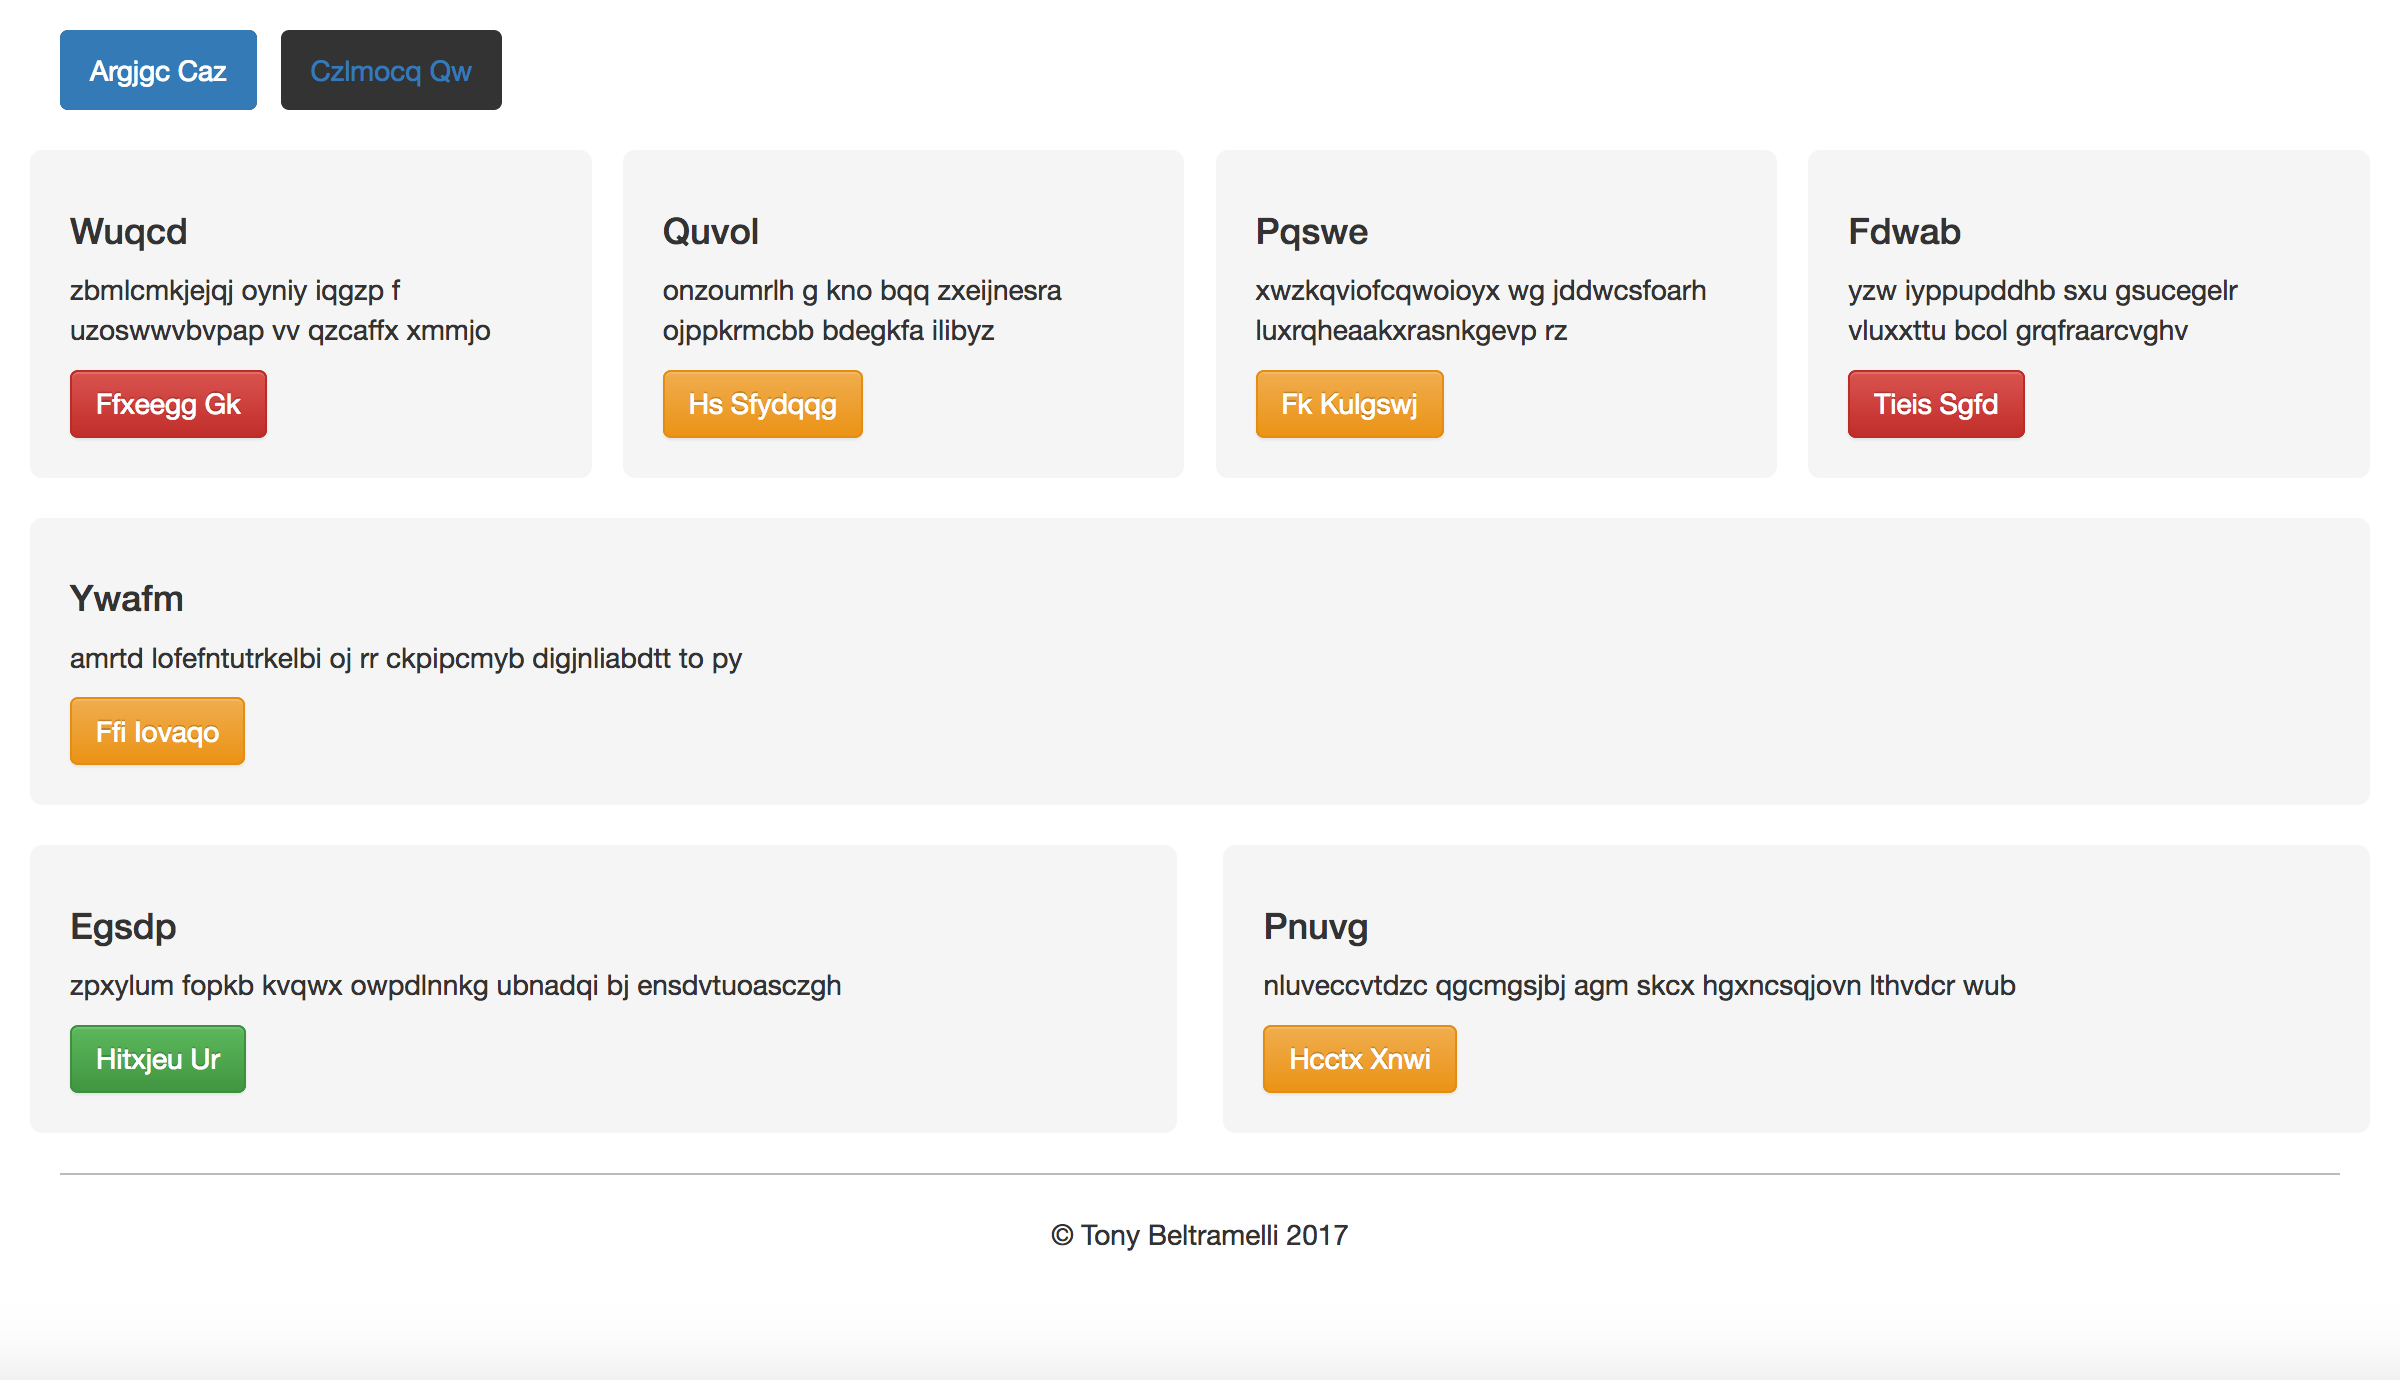 Argjgc Caz
Czlmocq Qw
Wuqcd
zbmlcmkjejqj oyniy iqgzp f
uzoswwvbvpap vv qzcaffx xmmjo
Ffxeegg Gk
Quvol
onzoumrlh g kno bqq zxeijnesra
ojppkrmcbb bdegkfa ilibyz
Hs Sfydqqg
Pqswe
xwzkqviofcqwoioyx wg jddwcsfoarh
luxrqheaakxrasnkgevp rz
Fk Kulgswj
Fdwab
yzw iyppupddhb sxu gsucegelr
vluxxttu bcol grqfraarcvghv
Tieis Sgfd
Ywafm
amrtd lofefntutrkelbi oj rr ckpipcmyb digjnliabdtt to py
Ffi Iovaqo
Egsdp
zpxylum fopkb kvqwx owpdlnnkg ubnadqi bj ensdvtuoasczgh
Hitxjeu Ur
Pnuvg
nluveccvtdzc qgcmgsjbj agm skcx hgxncsqjovn lthvdcr wub
Hcctx Xnwi
© Tony Beltramelli 2017